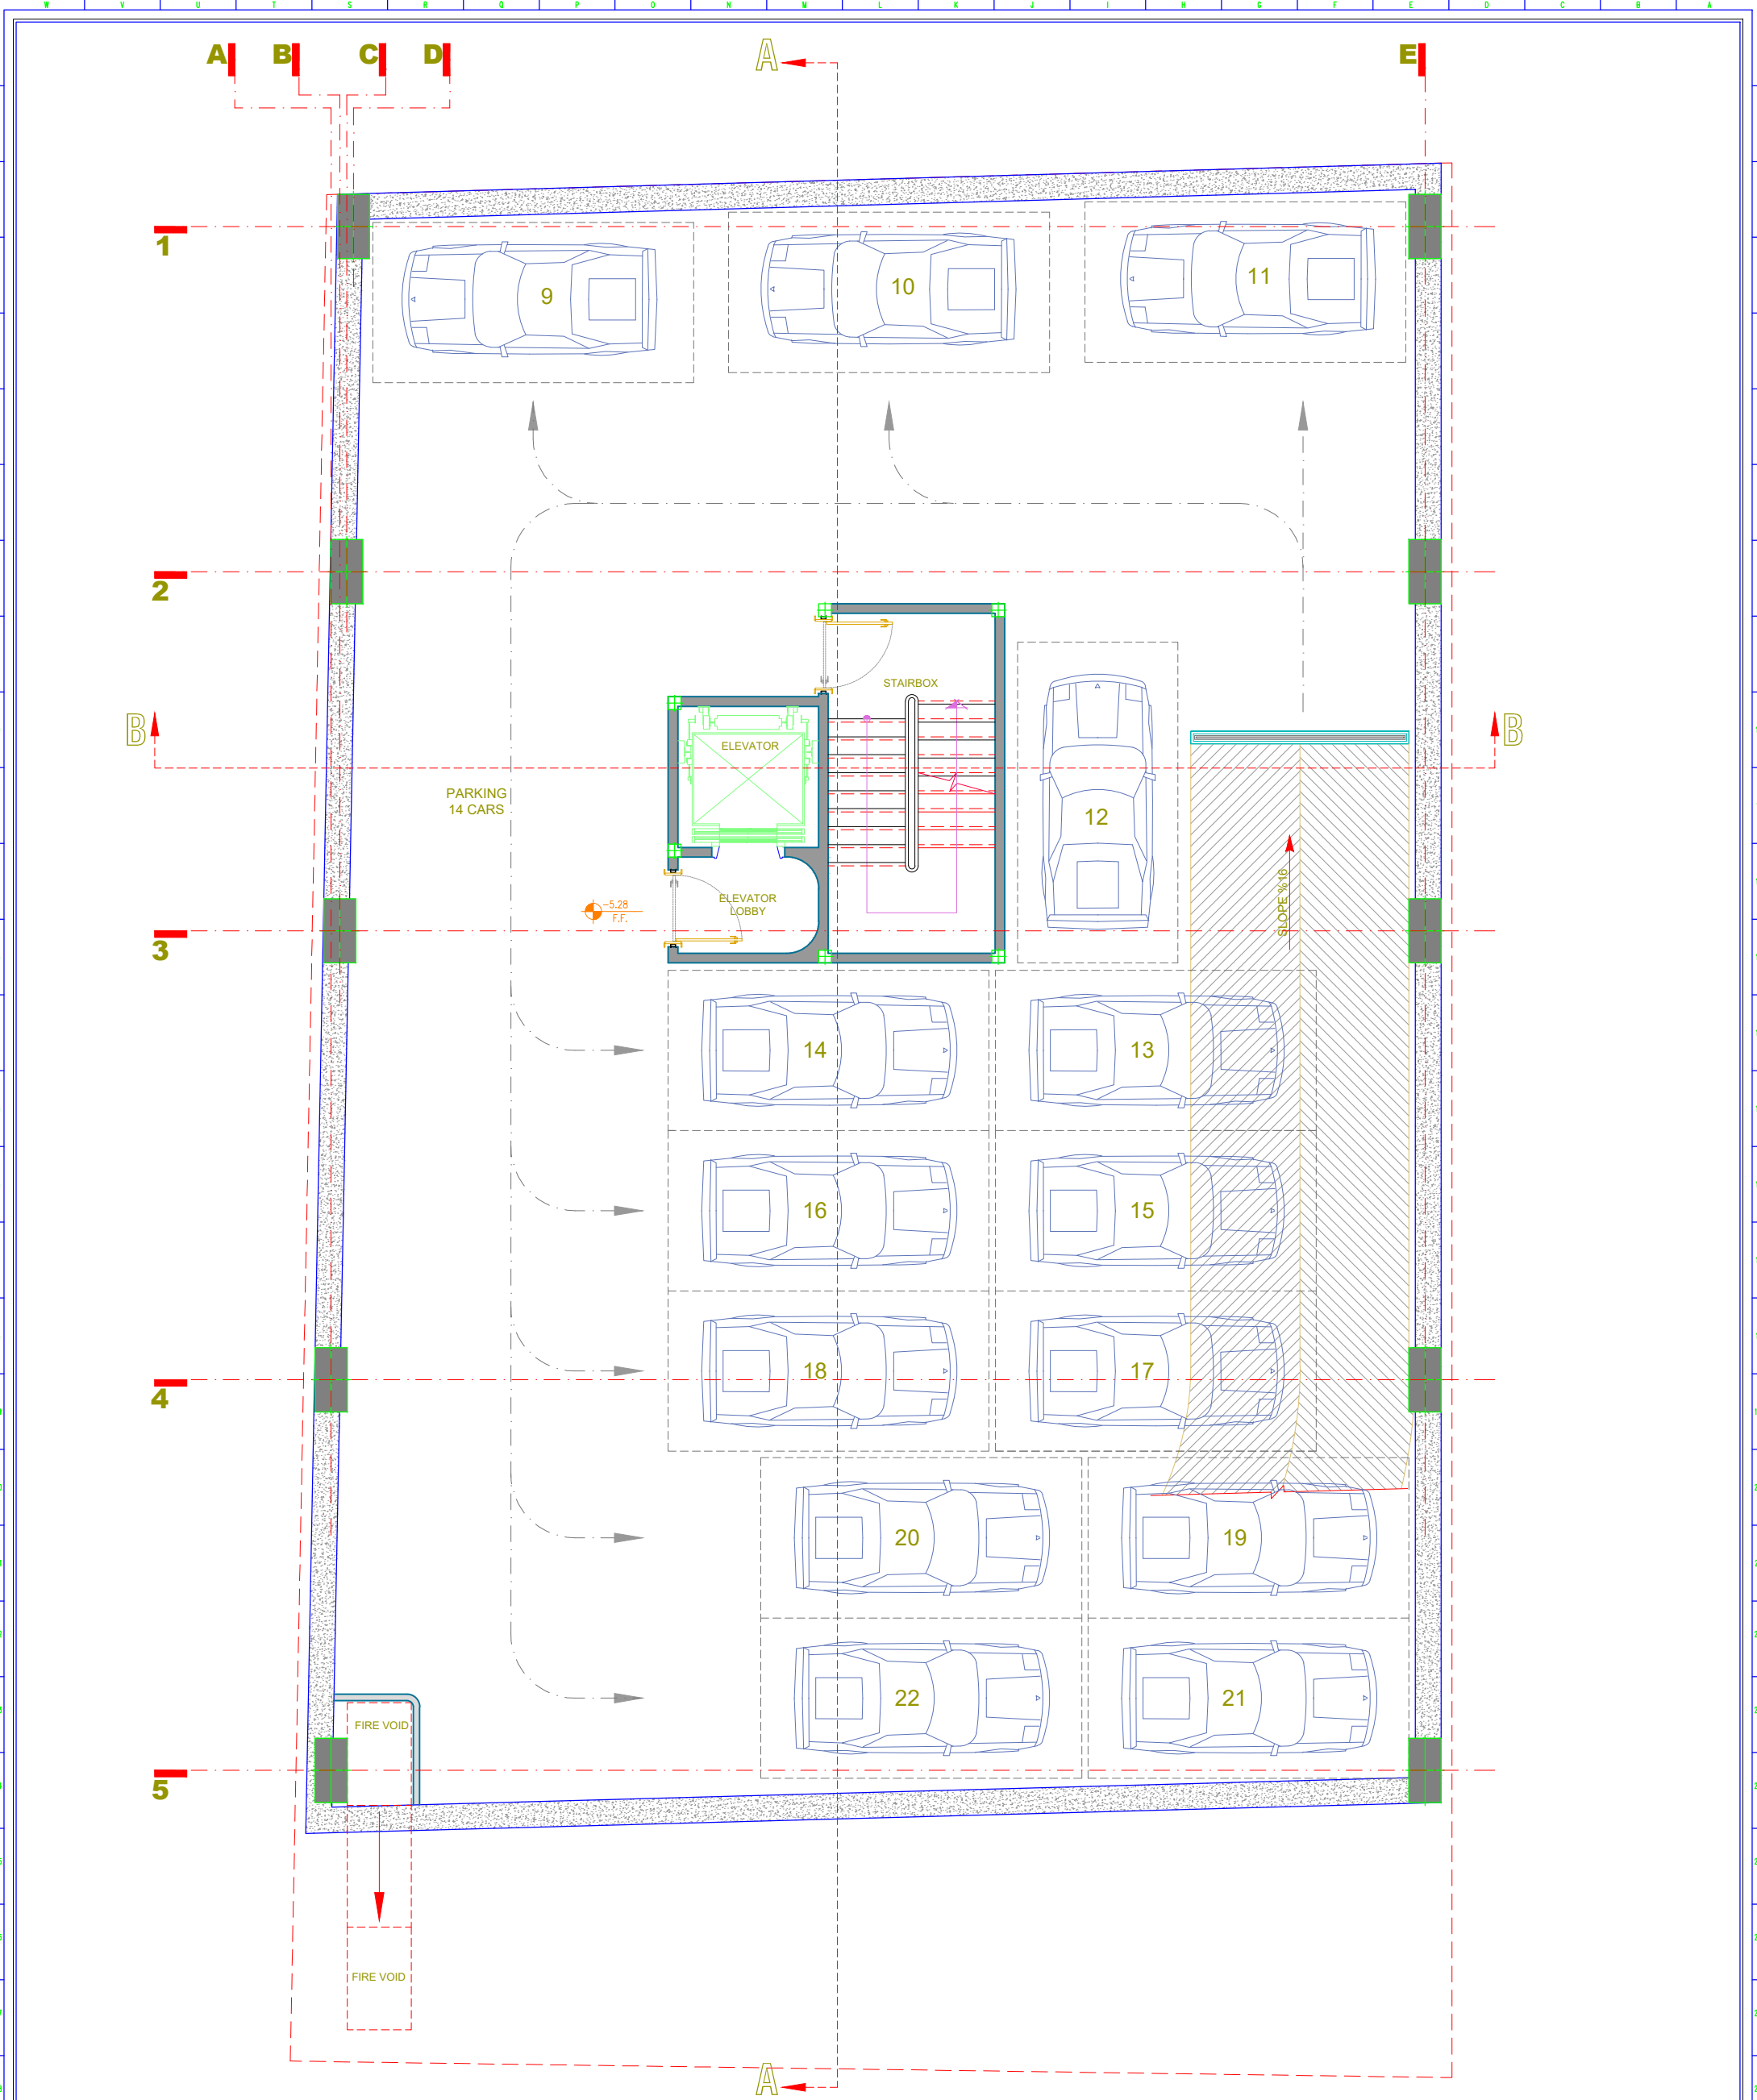 W V U T S R Q P O N M L K J I H G F E D C B A
A B C D A E
1
9 10 11
2
STAIRBOX
B B
ELEVATOR
PARKING
14 CARS
12
SLOPE %16
ELEVATOR
LOBBY
-5.28
F.F.
3
14 13
16 15
18 17
4
20 19
22 21
FIRE VOID
5
FIRE VOID
A